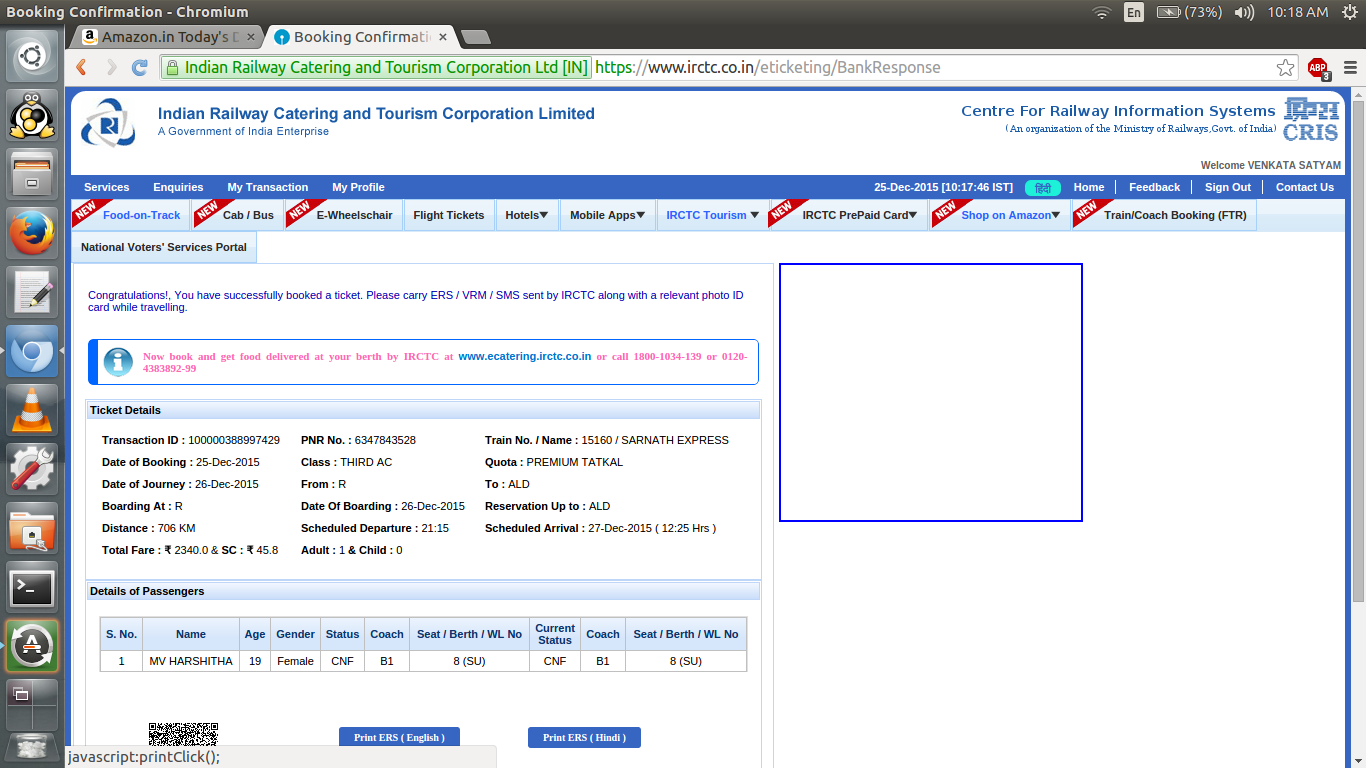 Booking Confirmation - Chromium
En (73%) 10:18 AM
Amazon.in Today's D × Booking Confirmati ×
Indian Railway Catering and Tourism Corporation Ltd [IN] https://www.irctc.co.in/eticketing/BankResponse
ABP 3
Indian Railway Catering and Tourism Corporation Limited
A Government of India Enterprise
Centre For Railway Information Systems
(An organization of the Ministry of Railways,Govt. of India)
CRIS
Welcome VENKATA SATYAM
Services Enquiries My Transaction My Profile 25-Dec-2015 [10:17:46 IST] हिंदी Home Feedback Sign Out Contact Us
NEW Food-on-Track NEW Cab / Bus NEW E-Wheelschair Flight Tickets Hotels▼ Mobile Apps▼ IRCTC Tourism ▼ NEW IRCTC PrePaid Card▼ NEW Shop on Amazon▼ NEW Train/Coach Booking (FTR)
National Voters' Services Portal
Congratulations!, You have successfully booked a ticket. Please carry ERS / VRM / SMS sent by IRCTC along with a relevant photo ID
card while travelling.
Now book and get food delivered at your berth by IRCTC at www.ecatering.irctc.co.in or call 1800-1034-139 or 0120-
4383892-99
Ticket Details
Transaction ID : 100000388997429 PNR No. : 6347843528 Train No. / Name : 15160 / SARNATH EXPRESS
Date of Booking : 25-Dec-2015 Class : THIRD AC Quota : PREMIUM TATKAL
Date of Journey : 26-Dec-2015 From : R To : ALD
Boarding At : R Date Of Boarding : 26-Dec-2015 Reservation Up to : ALD
Distance : 706 KM Scheduled Departure : 21:15 Scheduled Arrival : 27-Dec-2015 ( 12:25 Hrs )
Total Fare : ₹ 2340.0 & SC : ₹ 45.8 Adult : 1 & Child : 0
Details of Passengers
S. No. Name Age Gender Status Coach Seat / Berth / WL No Current Status Coach Seat / Berth / WL No
1 MV HARSHITHA 19 Female CNF B1 8 (SU) CNF B1 8 (SU)
Print ERS ( English ) Print ERS ( Hindi )
javascript:printClick();